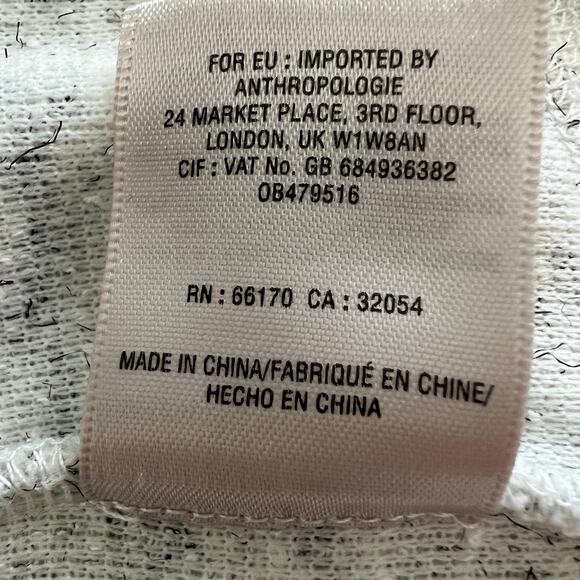 FOR EU : IMPORTED BY
ANTHROPOLOGIE
24 MARKET PLACE, 3RD FLOOR,
LONDON, UK W1W8AN
CIF : VAT No. GB 684936382
OB479516
RN : 66170 CA : 32054
MADE IN CHINA/FABRIQUÉ EN CHINE/
HECHO EN CHINA